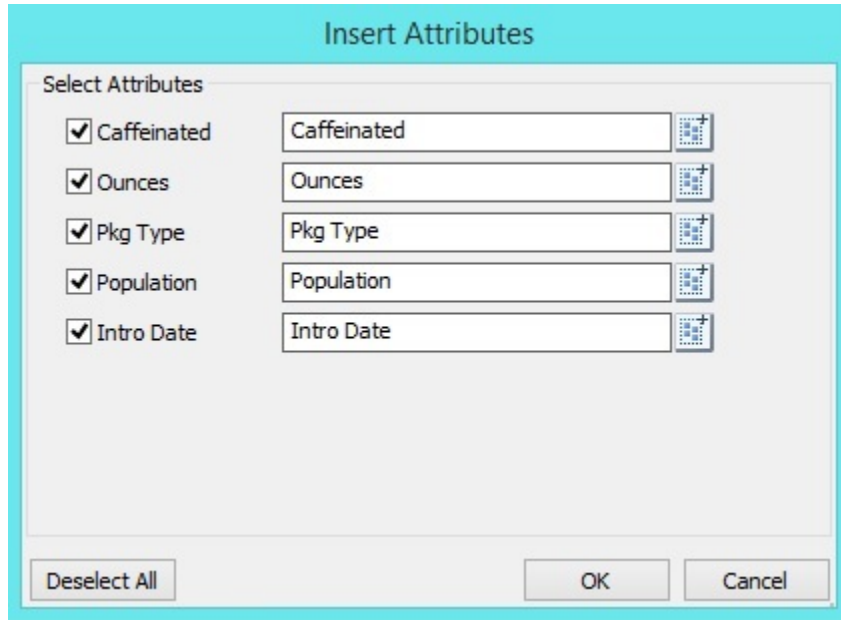 Insert Attributes
Select Attributes
Caffeinated Caffeinated
Ounces Ounces
Pkg Type Pkg Type
Population Population
Intro Date Intro Date
Deselect All OK Cancel